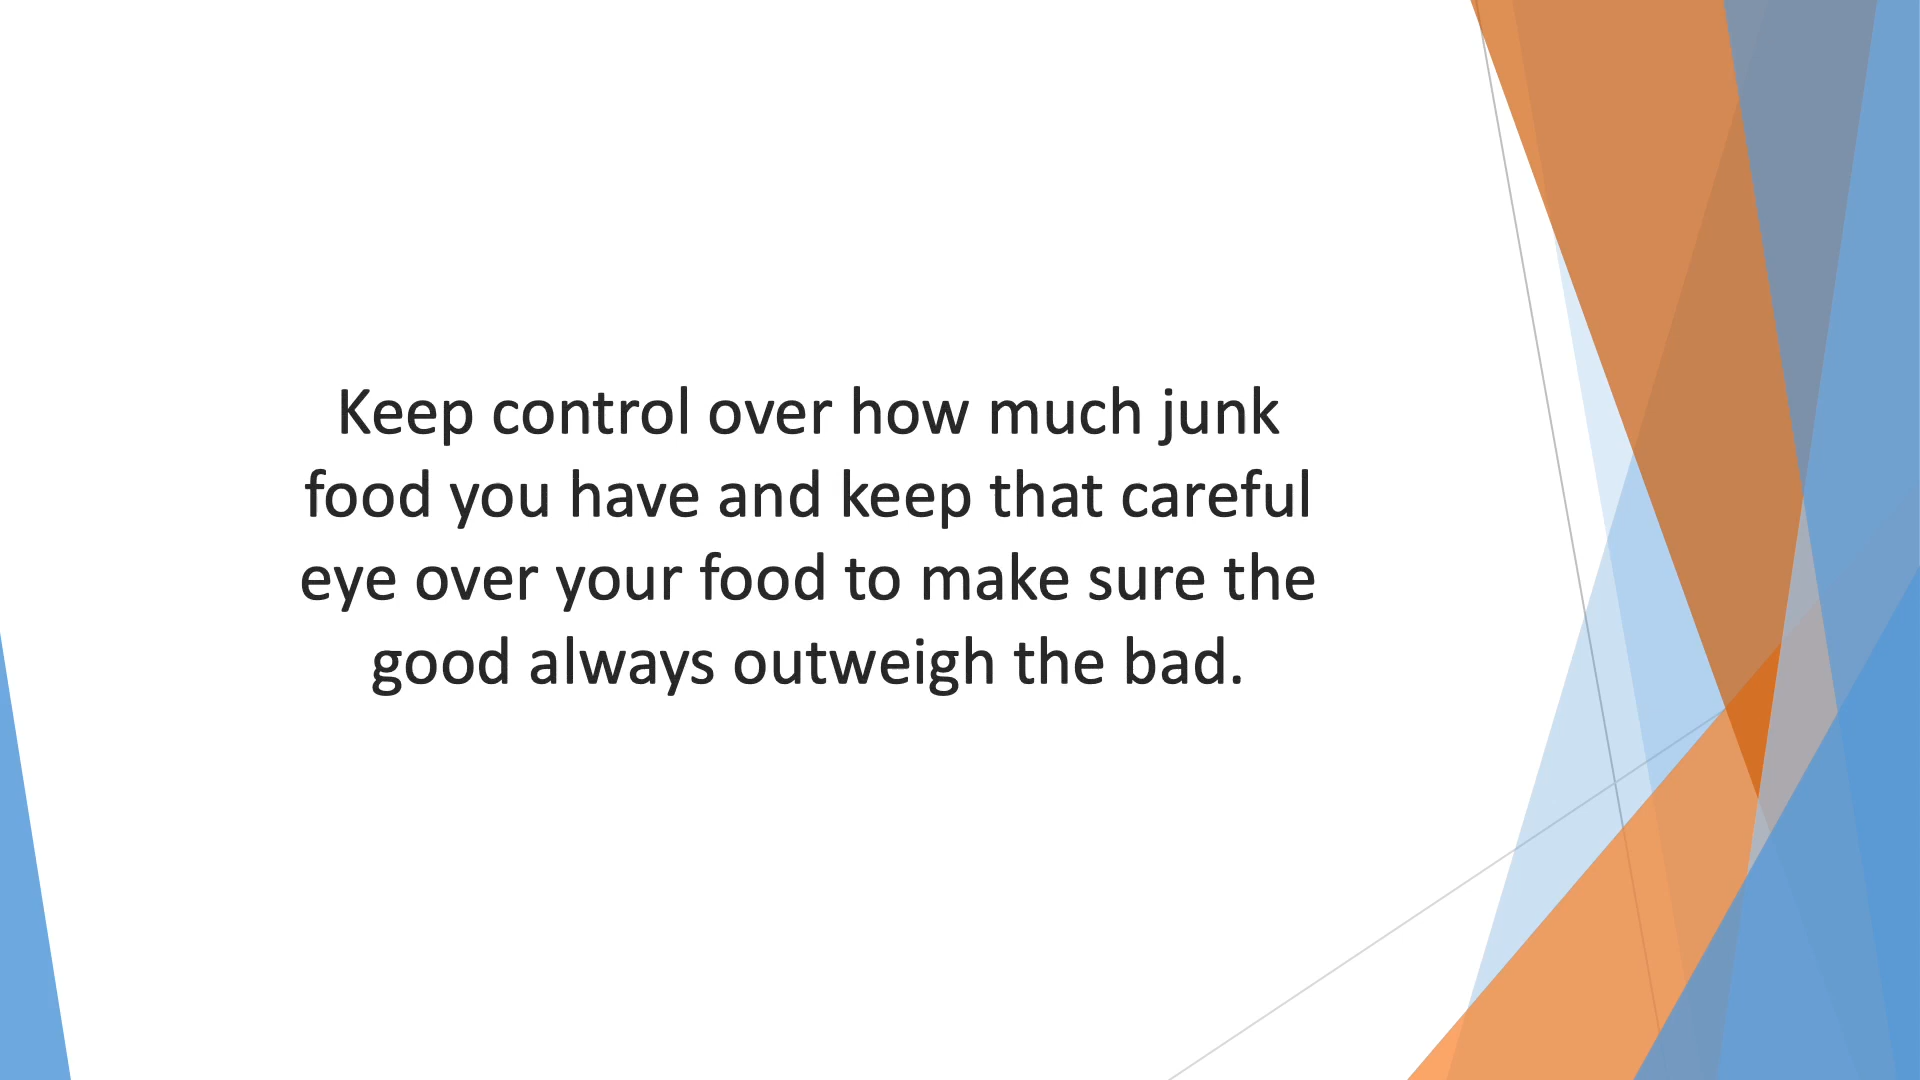 Keep control over how much junk
food you have and keep that careful
eye over your food to make sure the
good always outweigh the bad.